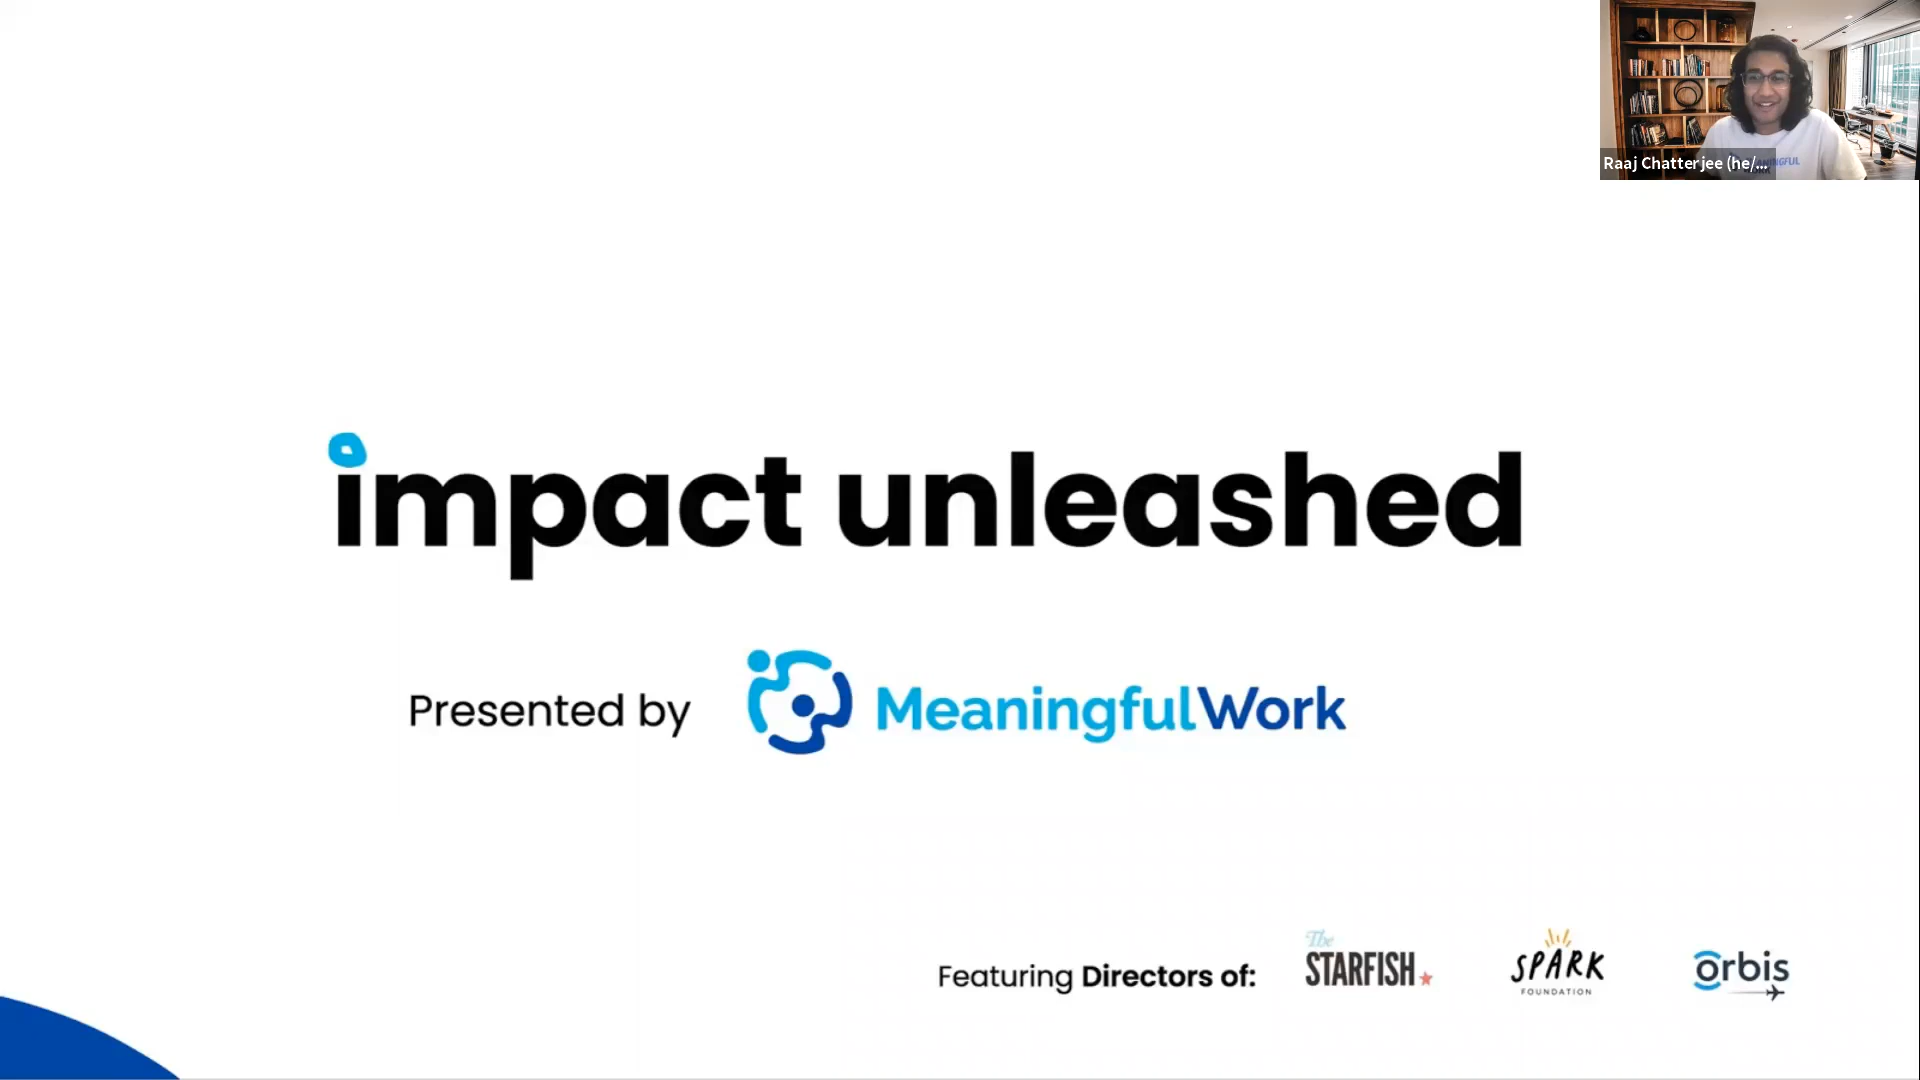 Raaj Chatterjee (he/...
impact unleashed
Presented by
MeaningfulWork
Featuring Directors of:
The
STARFISH
SPARK
FOUNDATION
orbis